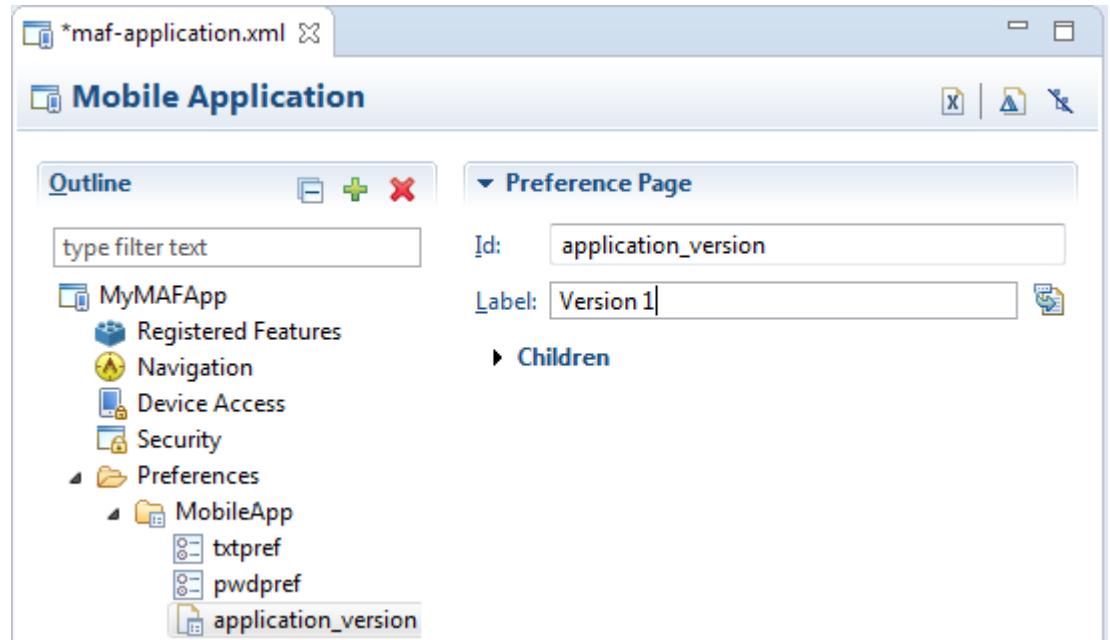 *maf-application.xml
Mobile Application
Outline
type filter text
MyMAFApp
Registered Features
Navigation
Device Access
Security
Preferences
MobileApp
txtpref
pwdpref
application_version
Preference Page
Id: application_version
Label: Version 1
Children